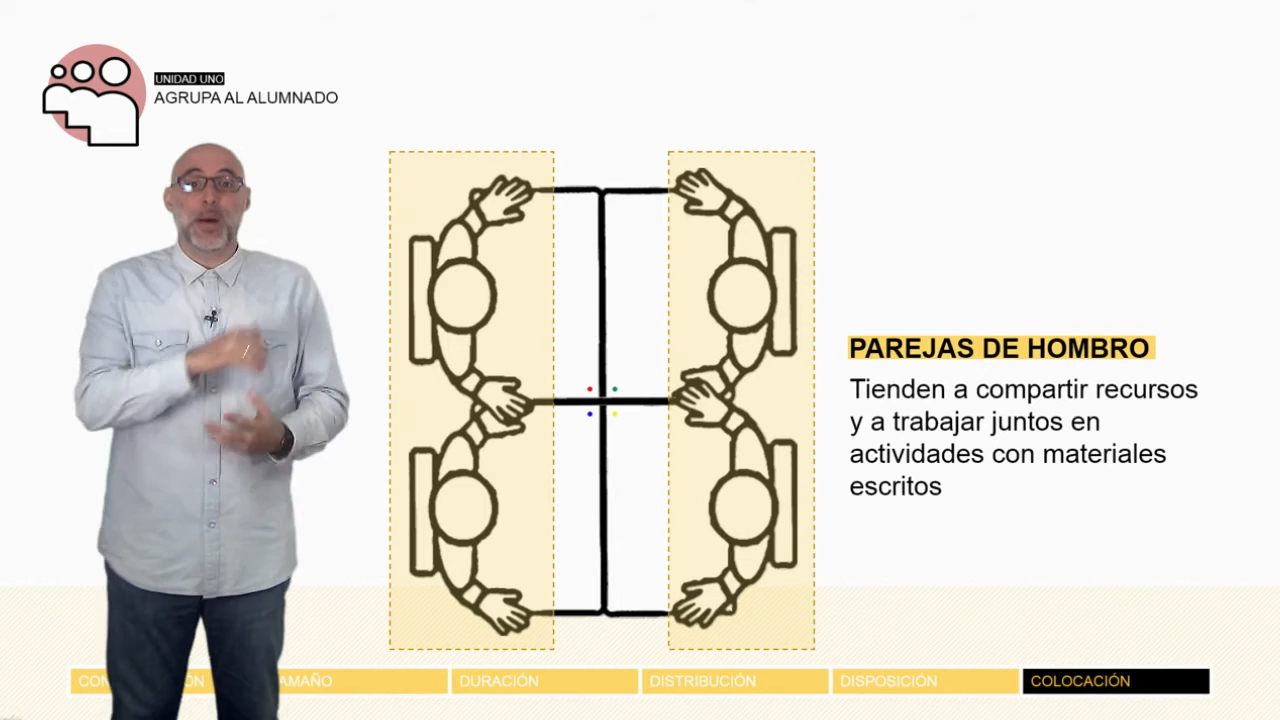 UNIDAD UNO
AGRUPA AL ALUMNADO
PAREJAS DE HOMBRO
Tienden a compartir recursos
y a trabajar juntos en
actividades con materiales
escritos
DURACIÓN
DISTRIBUCIÓN
DISPOSICIÓN
COLOCACIÓN